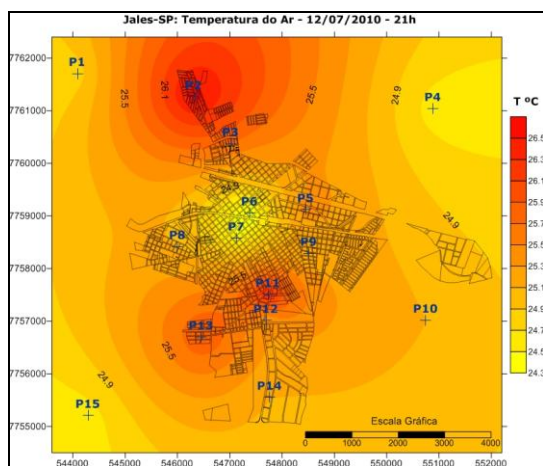 Jales-SP: Temperatura do Ar - 12/07/2010 - 21h
7762000
7761000
7760000
7759000
7758000
7757000
7756000
7755000
P1
P2
26.1
25.5
25.5
24.9
P4
P3
24.9
P6
P5
P7
P8
P9
24.9
25.5
P11
P12
P13
P10
25.5
24.9
P14
P15
T ºC
26.5
26.3
26.1
25.9
25.7
25.5
25.3
25.1
24.9
24.7
24.5
24.3
Escala Gráfica
0 1000 2000 3000 4000
544000 545000 546000 547000 548000 549000 550000 551000 552000